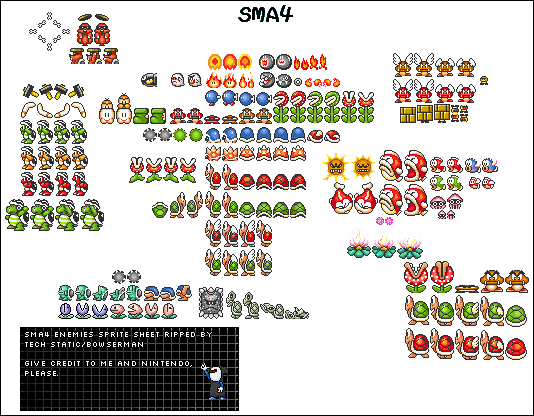 SMA4
SMA4 ENEMIES SPRITE SHEET RIPPED BY
TECH STATIC/BOWSERMAN
GIVE CREDIT TO ME AND NINTENDO,
PLEASE.